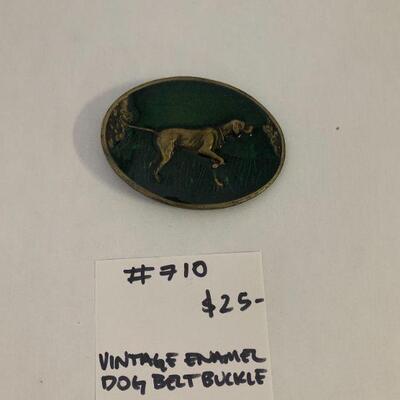 #710
$25-
VINTAGE ENAMEL
DOG BELT BUCKLE